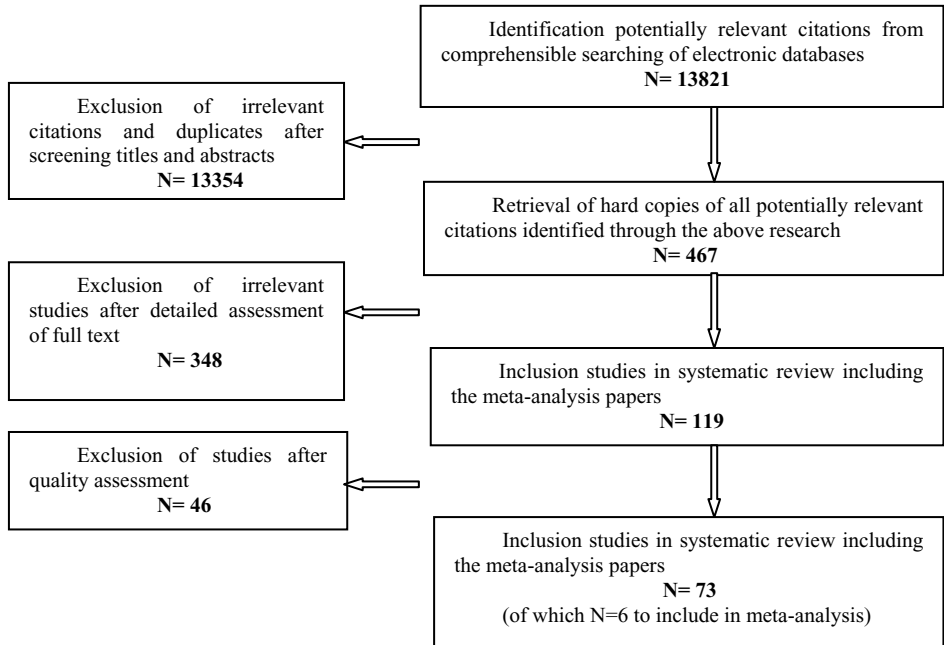 Identification potentially relevant citations from
comprehensible searching of electronic databases
N= 13821
Exclusion of irrelevant
citations and duplicates after
screening titles and abstracts
N= 13354
Retrieval of hard copies of all potentially relevant
citations identified through the above research
N= 467
Exclusion of irrelevant
studies after detailed assessment
of full text
N= 348
Inclusion studies in systematic review including
the meta-analysis papers
N= 119
Exclusion of studies after
quality assessment
N= 46
Inclusion studies in systematic review including
the meta-analysis papers
N= 73
(of which N=6 to include in meta-analysis)